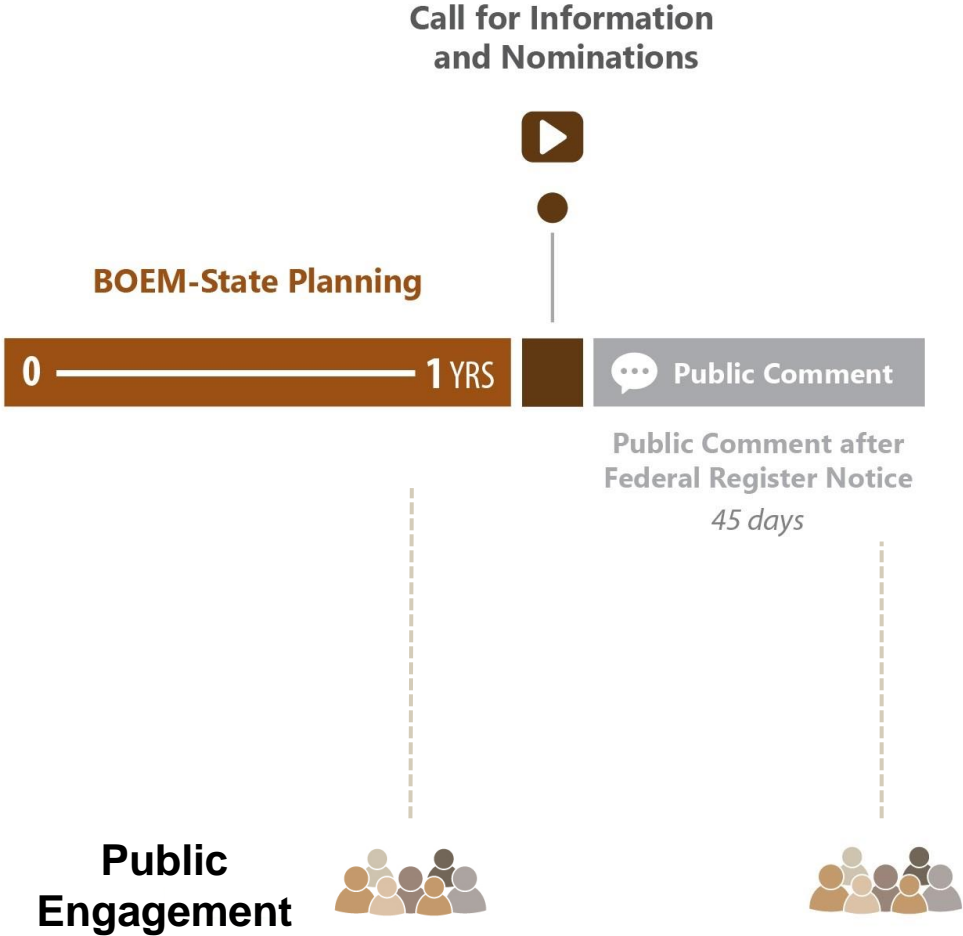 Call for Information
and Nominations
BOEM-State Planning
0 1 YRS
Public Comment
Public Comment after
Federal Register Notice
45 days
Public
Engagement